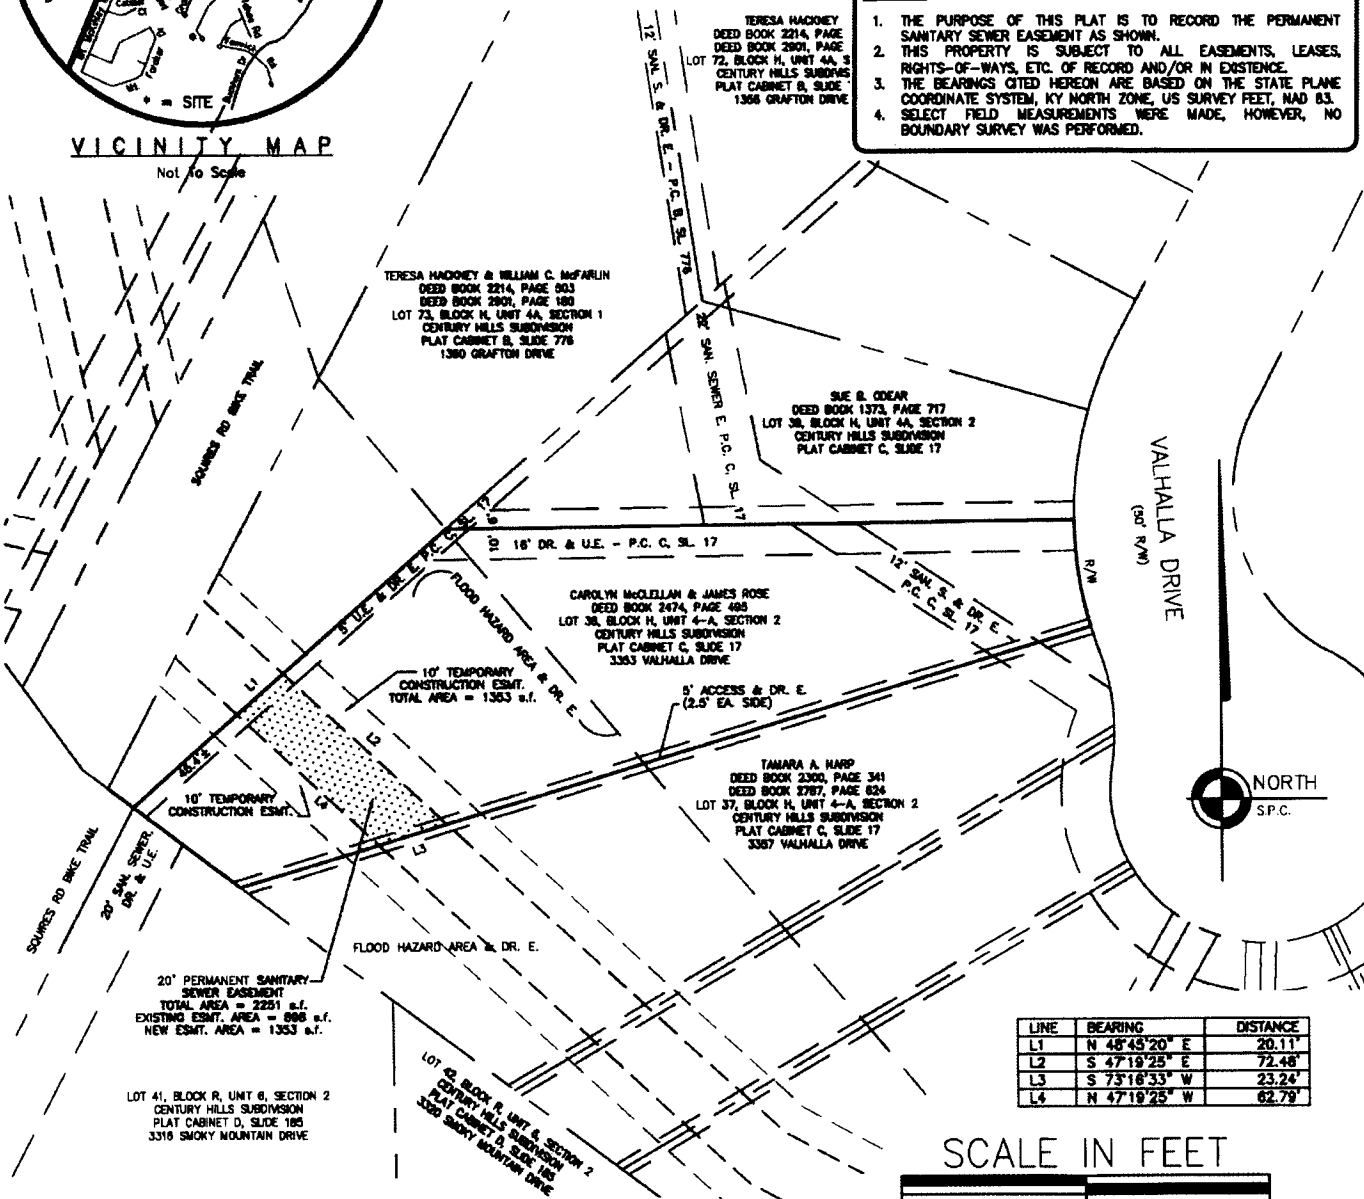 = SITE
VICINITY MAP
Not To Scale
TERESA HACKNEY
DEED BOOK 2214, PAGE
DEED BOOK 2901, PAGE
LOT 72, BLOCK H, UNIT 4A, S
CENTURY HILLS SUBDIVIS
PLAT CABINET B, SLIDE
1356 GRAFTON DRIVE
1. THE PURPOSE OF THIS PLAT IS TO RECORD THE PERMANENT
SANITARY SEWER EASEMENT AS SHOWN.
2. THIS PROPERTY IS SUBJECT TO ALL EASEMENTS, LEASES,
RIGHTS-OF-WAYS, ETC. OF RECORD AND/OR IN EXISTENCE.
3. THE BEARINGS CITED HEREON ARE BASED ON THE STATE PLANE
COORDINATE SYSTEM, KY NORTH ZONE, US SURVEY FEET, NAD 83.
4. SELECT FIELD MEASUREMENTS WERE MADE, HOWEVER, NO
BOUNDARY SURVEY WAS PERFORMED.
12' SAN. S. & DR. E. - P.C. B, SL. 776
TERESA HACKNEY & WILLIAM C. McFARLIN
DEED BOOK 2214, PAGE 503
DEED BOOK 2901, PAGE 180
LOT 73, BLOCK H, UNIT 4A, SECTION 1
CENTURY HILLS SUBDIVISION
PLAT CABINET B, SLIDE 776
1360 GRAFTON DRIVE
SQUIRES RD BIKE TRAIL
SAN. SEWER E. P.C. C, SL. 17
SUE B. ODEAR
DEED BOOK 1373, PAGE 717
LOT 39, BLOCK H, UNIT 4A, SECTION 2
CENTURY HILLS SUBDIVISION
PLAT CABINET C, SLIDE 17
VALHALLA DRIVE
(50' R/W)
R/W
5' U.E. & DR. E. P.C. C, SL. 17
6'
10'
16' DR. & U.E. - P.C. C, SL. 17
12' SAN. S. & DR. E.
P.C. C, SL. 17
FLOOD HAZARD AREA & DR. E.
CAROLYN McCLELLAN & JAMES ROSE
DEED BOOK 2474, PAGE 495
LOT 38, BLOCK H, UNIT 4-A, SECTION 2
CENTURY HILLS SUBDIVISION
PLAT CABINET C, SLIDE 17
3363 VALHALLA DRIVE
10' TEMPORARY
CONSTRUCTION ESMT.
TOTAL AREA = 1363 s.f.
5' ACCESS & DR. E.
(2.5' EA. SIDE)
L1
L2
L3
L4
45.4'±
10' TEMPORARY
CONSTRUCTION ESMT.
TAMARA A. HARP
DEED BOOK 2300, PAGE 341
DEED BOOK 2787, PAGE 624
LOT 37, BLOCK H, UNIT 4-A, SECTION 2
CENTURY HILLS SUBDIVISION
PLAT CABINET C, SLIDE 17
3367 VALHALLA DRIVE
NORTH
S.P.C.
SQUIRES RD BIKE TRAIL
20' SAN. SEWER,
DR. & U.E.
FLOOD HAZARD AREA & DR. E.
20' PERMANENT SANITARY
SEWER EASEMENT
TOTAL AREA = 2251 s.f.
EXISTING ESMT. AREA = 898 s.f.
NEW ESMT. AREA = 1353 s.f.
LOT 41, BLOCK R, UNIT 6, SECTION 2
CENTURY HILLS SUBDIVISION
PLAT CABINET D, SLIDE 185
3316 SMOKY MOUNTAIN DRIVE
LOT 42, BLOCK R, UNIT 6, SECTION 2
CENTURY HILLS SUBDIVISION
PLAT CABINET D, SLIDE 185
3320 SMOKY MOUNTAIN DRIVE
LINE BEARING DISTANCE
L1 N 48°45'20" E 20.11'
L2 S 47°19'25" E 72.48'
L3 S 73°16'33" W 23.24'
L4 N 47°19'25" W 62.79'
SCALE IN FEET